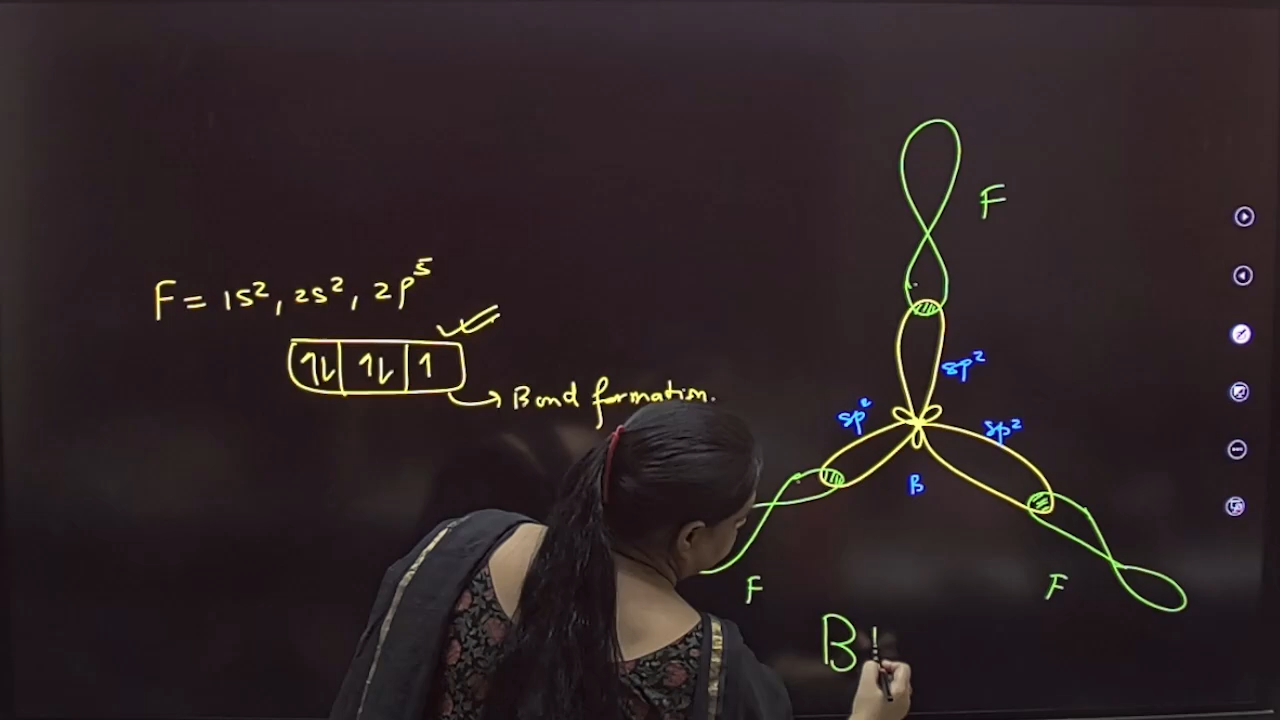 F = 1s², 2s², 2p⁵
↿⇂ ↿⇂ ↿
Bond formation.
F
sp²
sp² sp²
B
F F
B